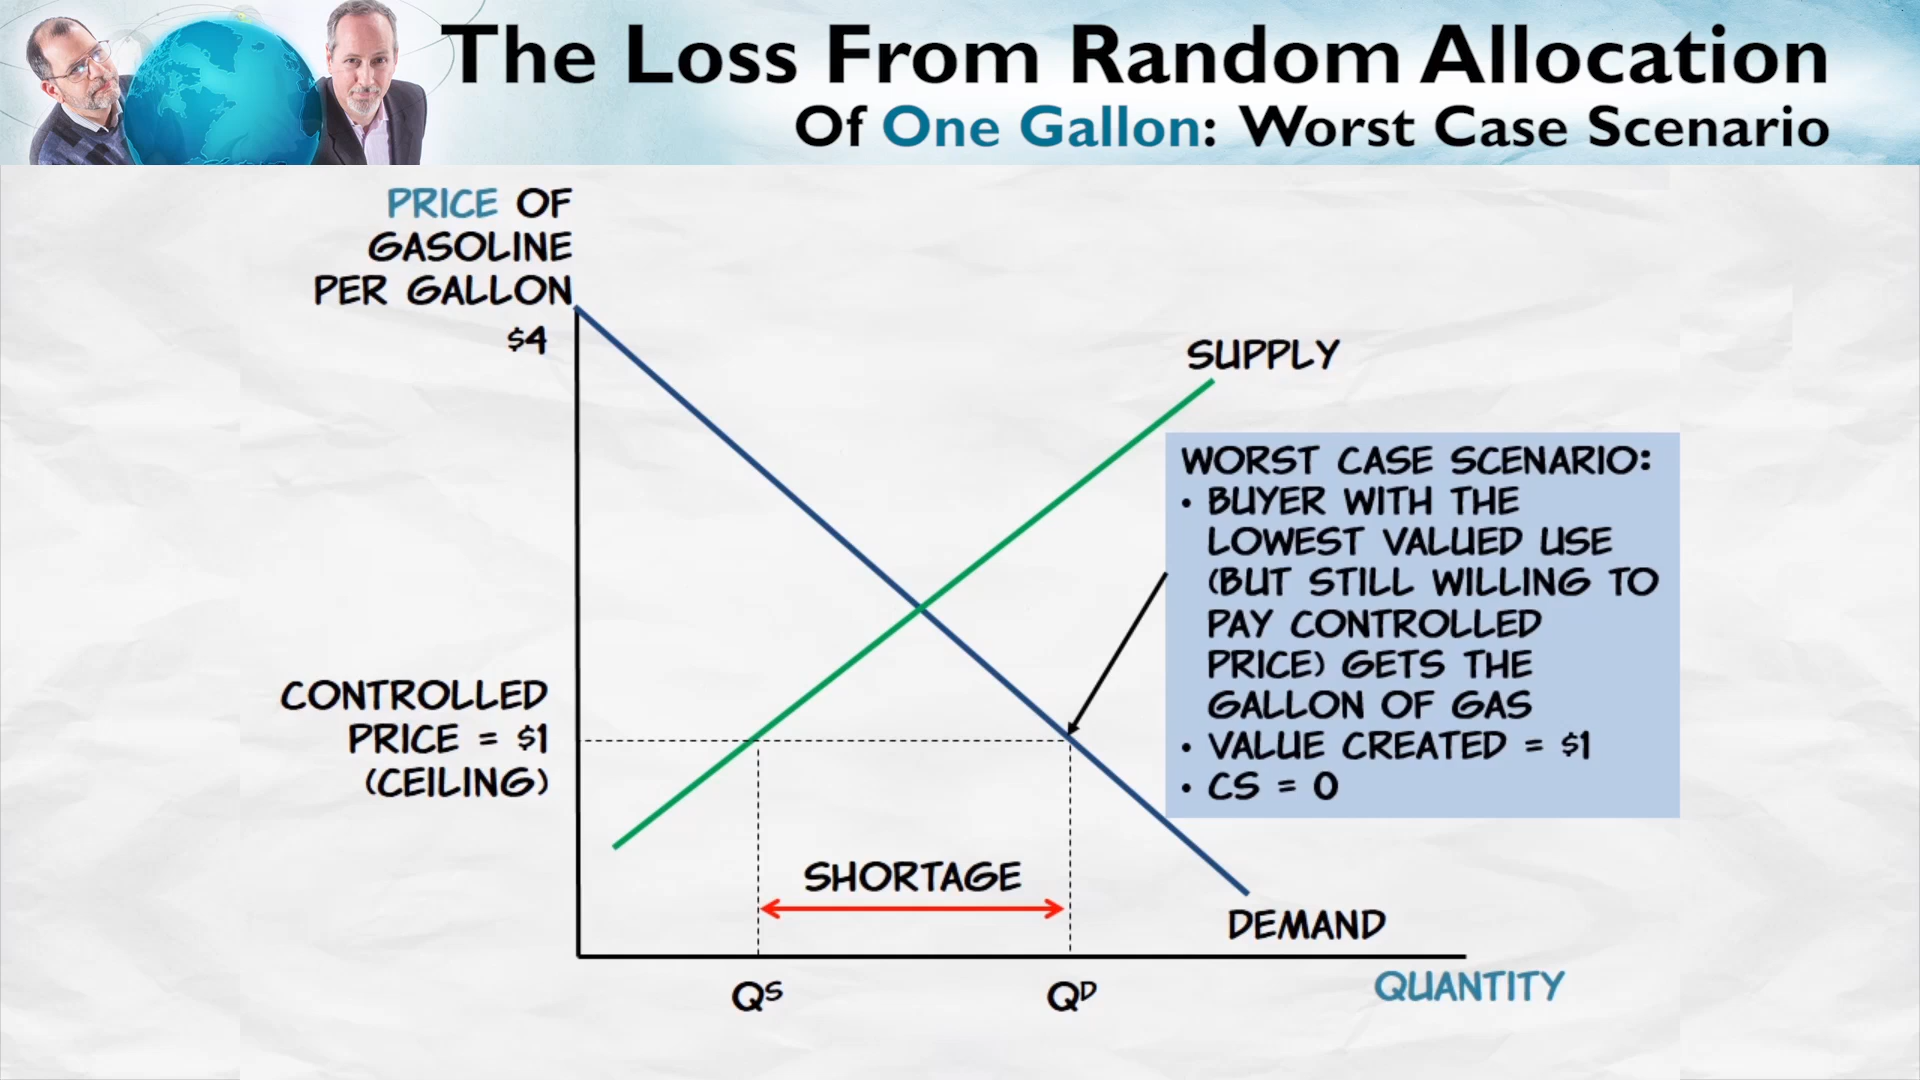 The Loss From Random Allocation
Of One Gallon: Worst Case Scenario
PRICE OF
GASOLINE
PER GALLON
$4
SUPPLY
WORST CASE SCENARIO:
• BUYER WITH THE
LOWEST VALUED USE
(BUT STILL WILLING TO
PAY CONTROLLED
PRICE) GETS THE
GALLON OF GAS
• VALUE CREATED = $1
• CS = 0
CONTROLLED
PRICE = $1
(CEILING)
SHORTAGE
DEMAND
QS
QD
QUANTITY